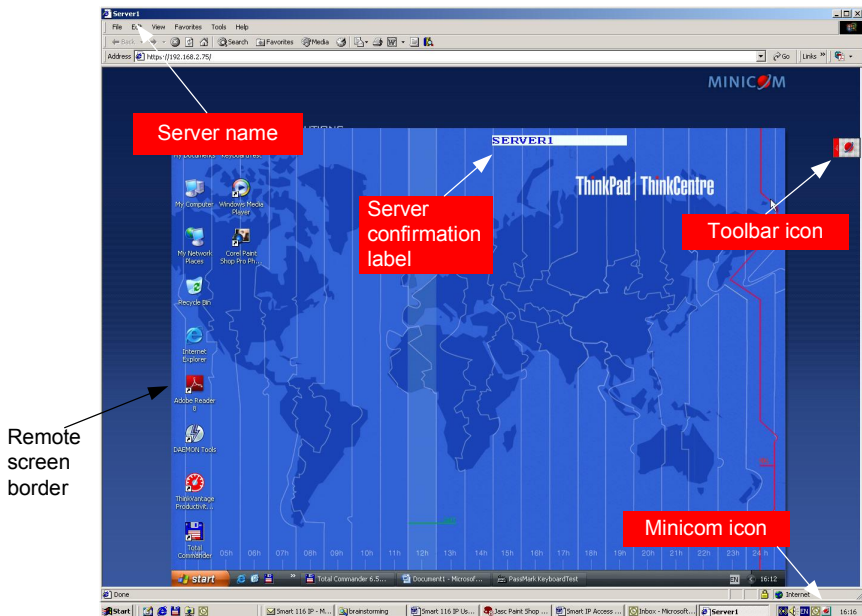 Server1
File Edit View Favorites Tools Help
Back Search Favorites Media
Address https://192.168.2.75/ Go Links »
MINICOM
Server name
SERVER1
My Documents KeyboardTest
ThinkPad ThinkCentre
My Computer Windows Media Player
Server confirmation label
Toolbar icon
My Network Places Corel Paint Shop Pro Ph...
Recycle Bin
Internet Explorer
Adobe Reader 8
Remote screen border
DAEMON Tools
ThinkVantage Productivit...
Minicom icon
Total Commander
05h 06h 07h 08h 09h 10h 11h 12h 13h 14h 15h 16h 17h 18h 19h 20h 21h 22h 23h 24h
start » Total Commander 6.5... Document1 - Microsof... PassMark KeyboardTest 16:12
Done Internet
Start Smart 116 IP - M... brainstorming Smart 116 IP Us... Jasc Paint Shop ... Smart IP Access ... Inbox - Microsoft... Server1 EN 16:16